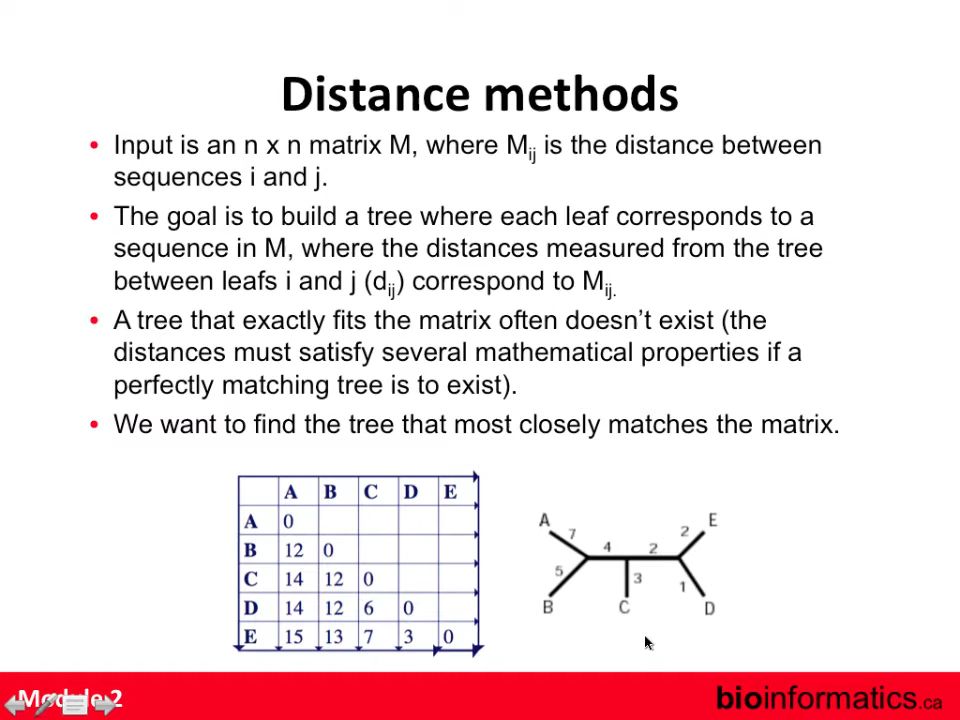 Distance methods
• Input is an n x n matrix M, where Mij is the distance between
sequences i and j.
• The goal is to build a tree where each leaf corresponds to a
sequence in M, where the distances measured from the tree
between leafs i and j (dij) correspond to Mij.
• A tree that exactly fits the matrix often doesn't exist (the
distances must satisfy several mathematical properties if a
perfectly matching tree is to exist).
• We want to find the tree that most closely matches the matrix.
A B C D E
A 0
B 12 0
C 14 12 0
D 14 12 6 0
E 15 13 7 3 0
A E
7 4 2 2
5 3 1
B C D
Module 2
bioinformatics.ca